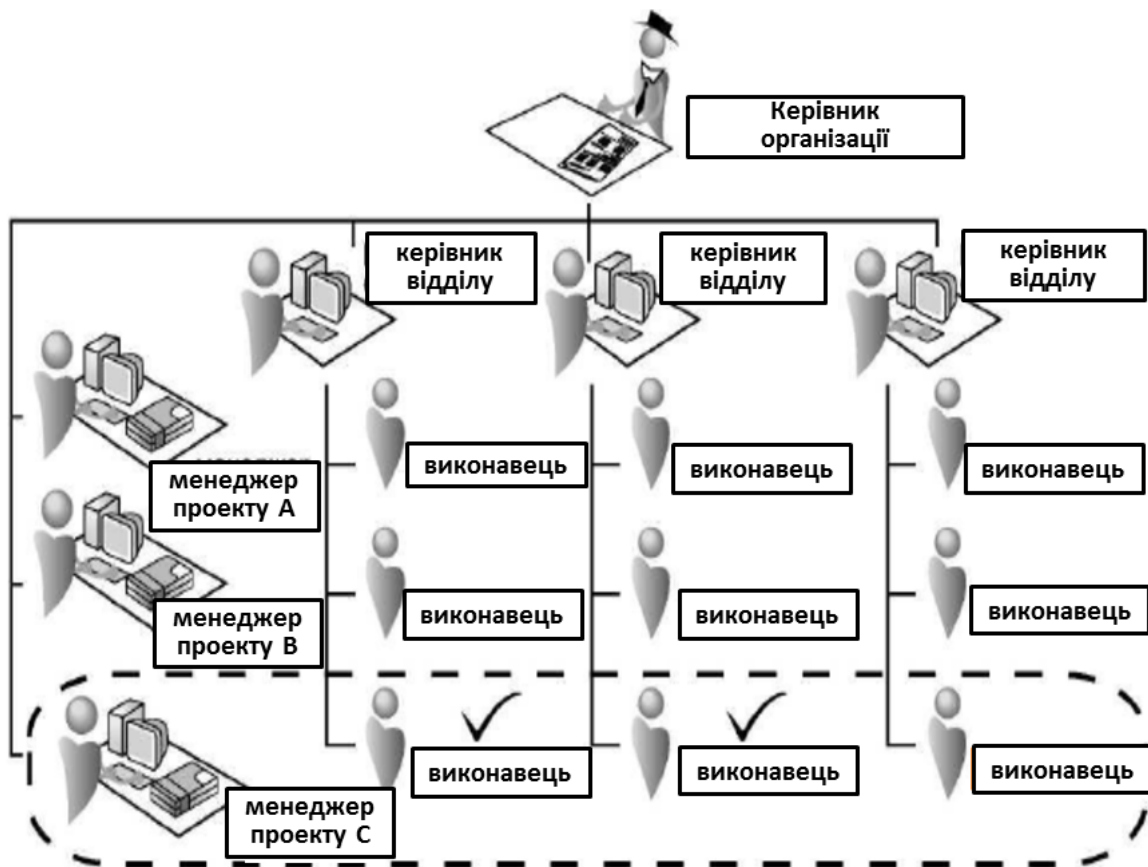 Керівник
організації
керівник
відділу
керівник
відділу
керівник
відділу
виконавець
виконавець
виконавець
менеджер
проекту А
виконавець
виконавець
виконавець
менеджер
проекту В
виконавець
виконавець
виконавець
менеджер
проекту С